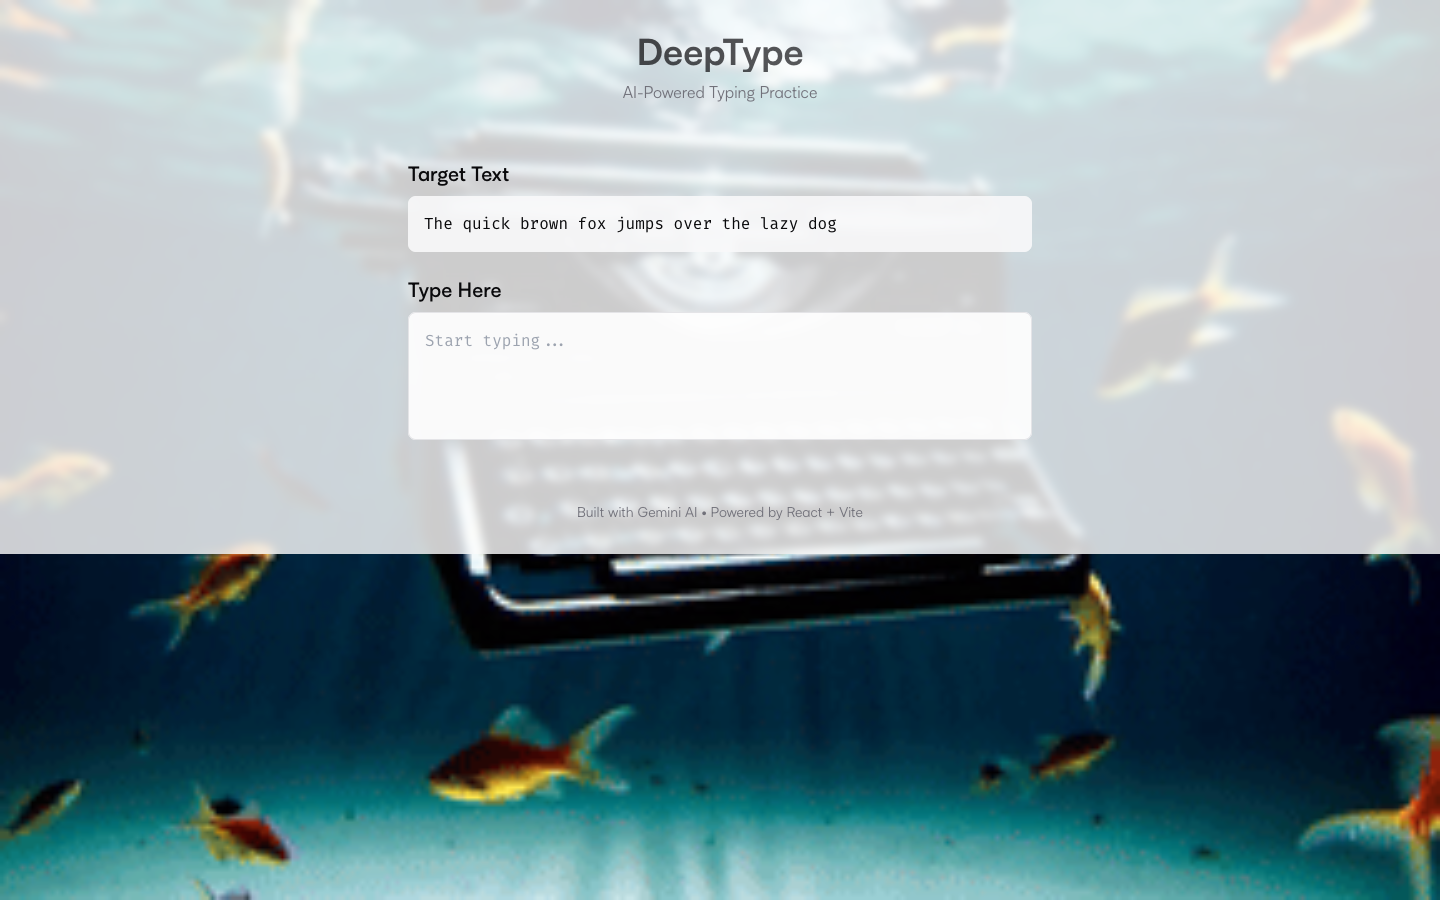 DeepType
AI-Powered Typing Practice
Target Text
The quick brown fox jumps over the lazy dog
Type Here
Start typing...
Built with Gemini AI • Powered by React + Vite